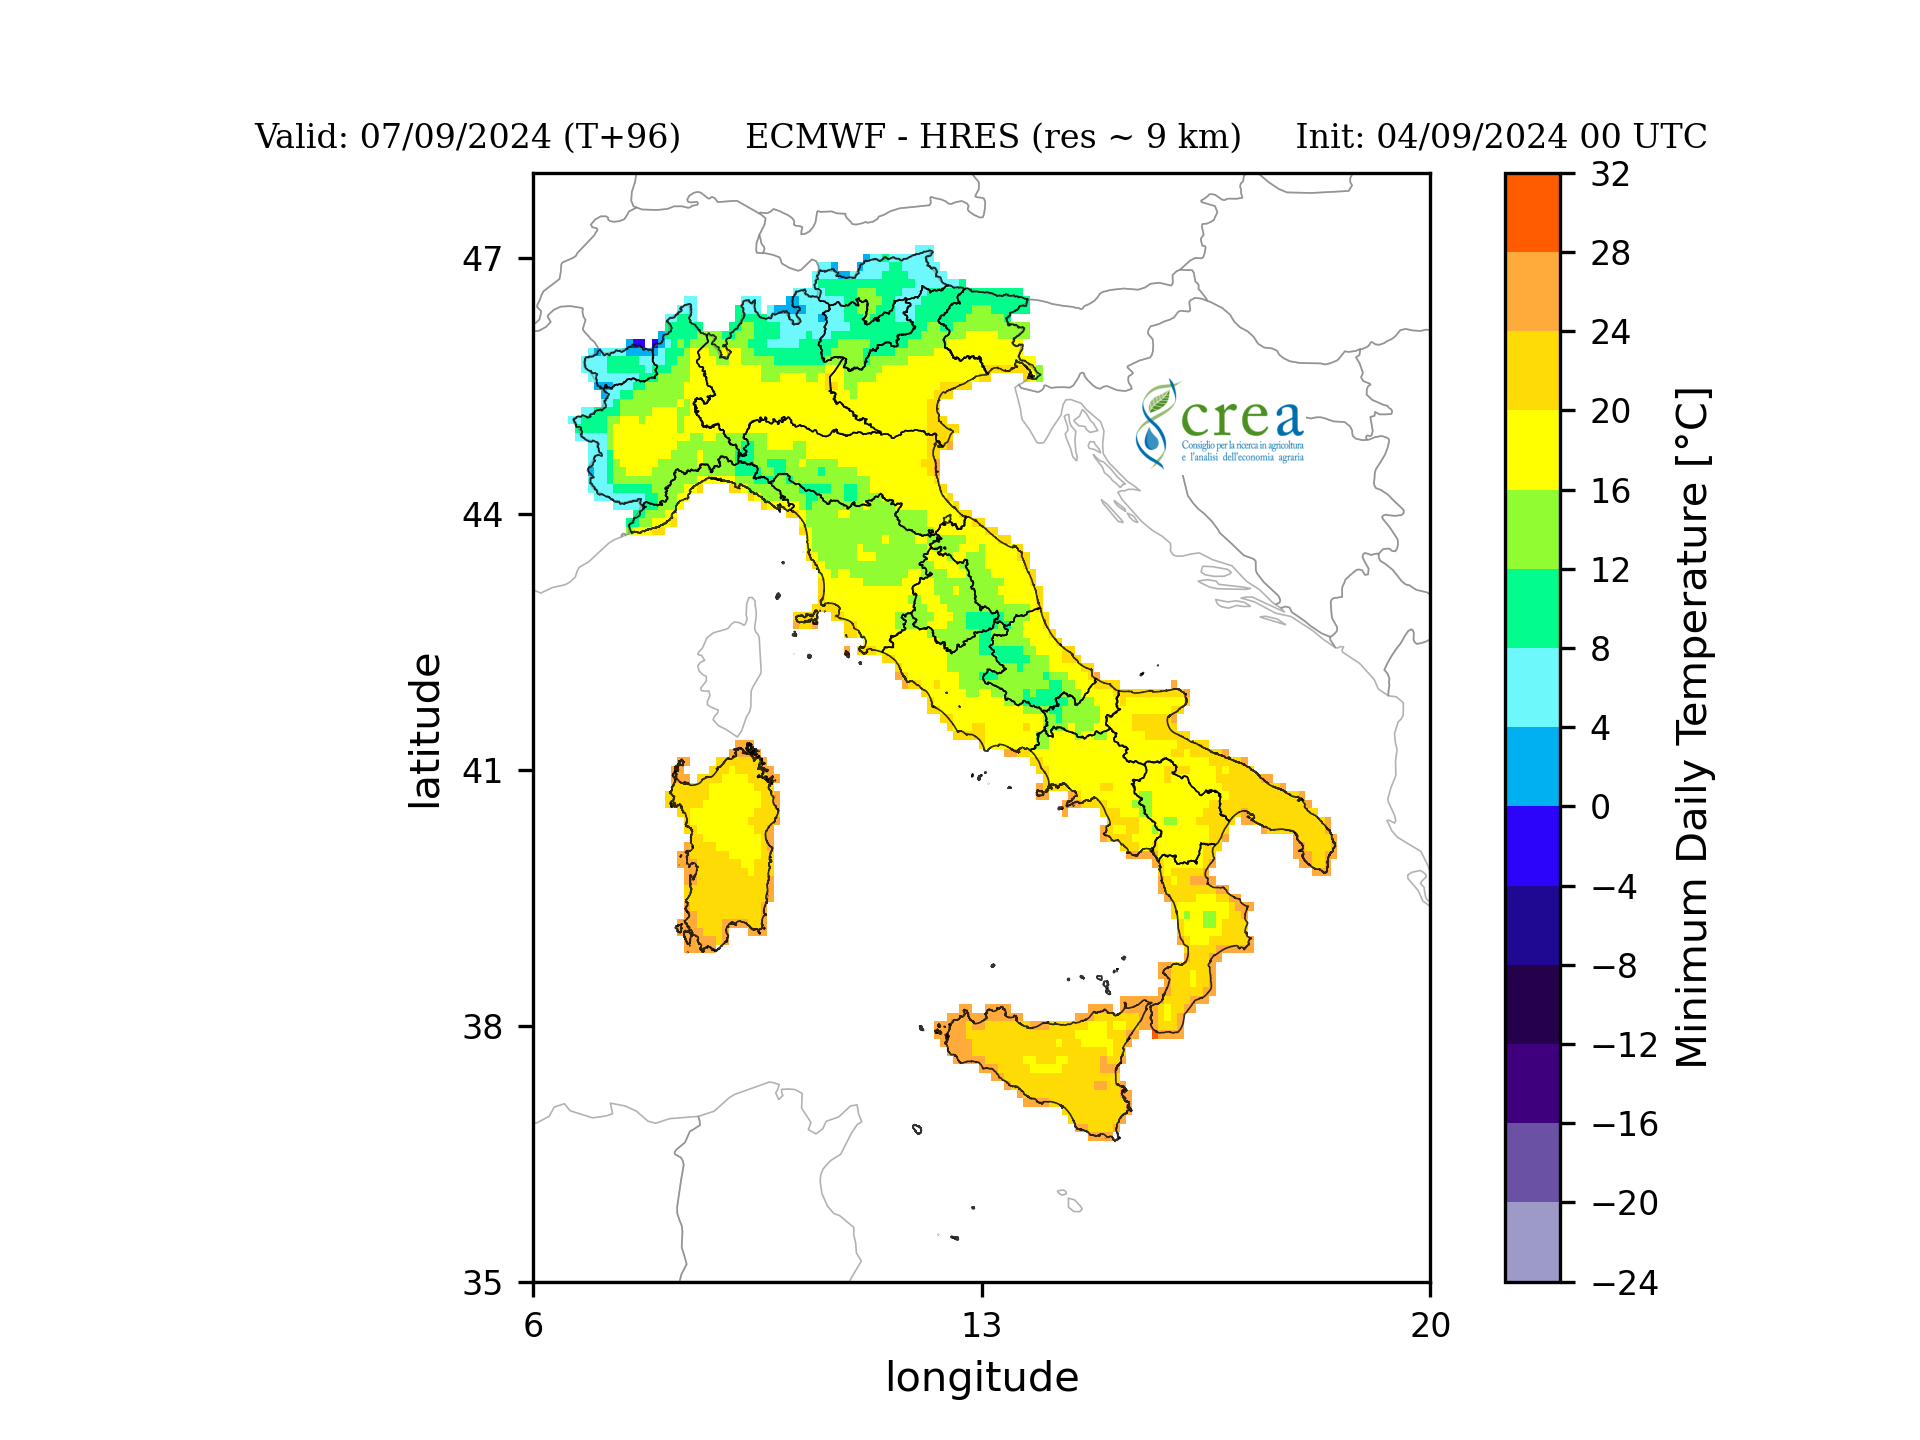 Valid: 07/09/2024 (T+96) ECMWF - HRES (res ~ 9 km) Init: 04/09/2024 00 UTC
32
28
24
20
16
12
8
4
0
−4
−8
−12
−16
−20
−24
Minimum Daily Temperature [°C]
47
44
41
38
35
latitude
6 13 20
longitude
crea
Consiglio per la ricerca in agricoltura
e l'analisi dell'economia agraria